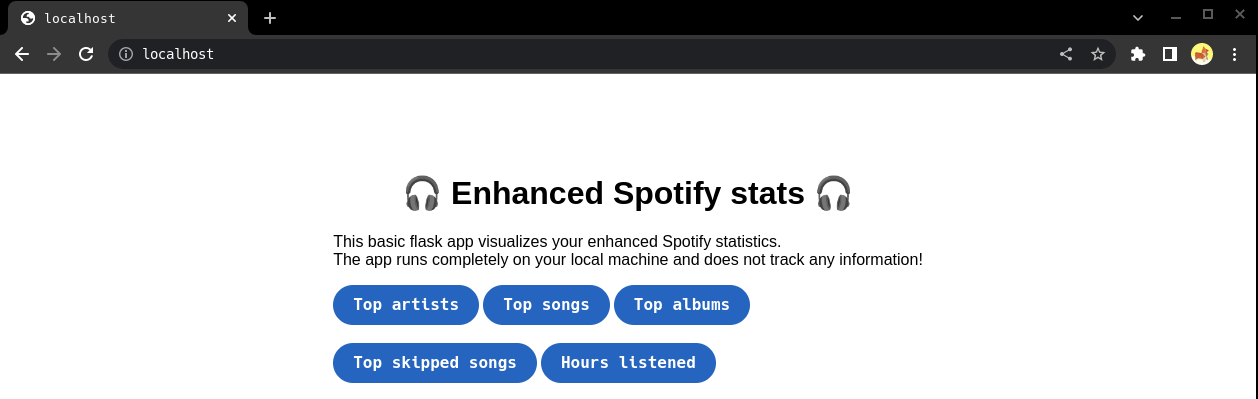 localhost
localhost
🎧 Enhanced Spotify stats 🎧
This basic flask app visualizes your enhanced Spotify statistics.
The app runs completely on your local machine and does not track any information!
Top artists Top songs Top albums
Top skipped songs Hours listened